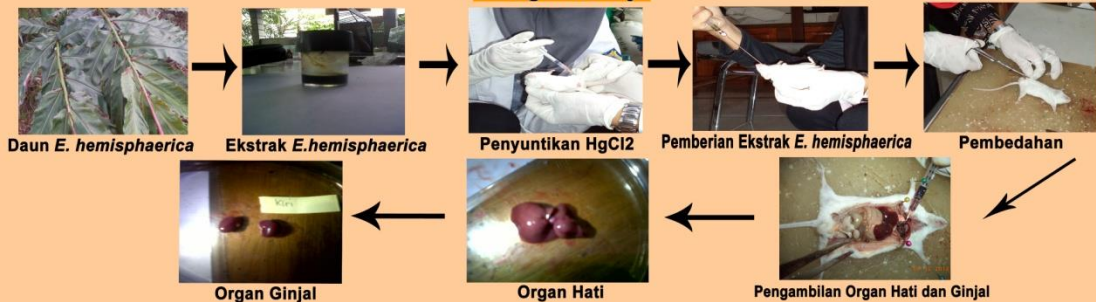 Daun E. hemisphaerica
Ekstrak E.hemisphaerica
Penyuntikan HgCl2
Pemberian Ekstrak E. hemisphaerica
Pembedahan
Organ Ginjal
Organ Hati
Pengambilan Organ Hati dan Ginjal